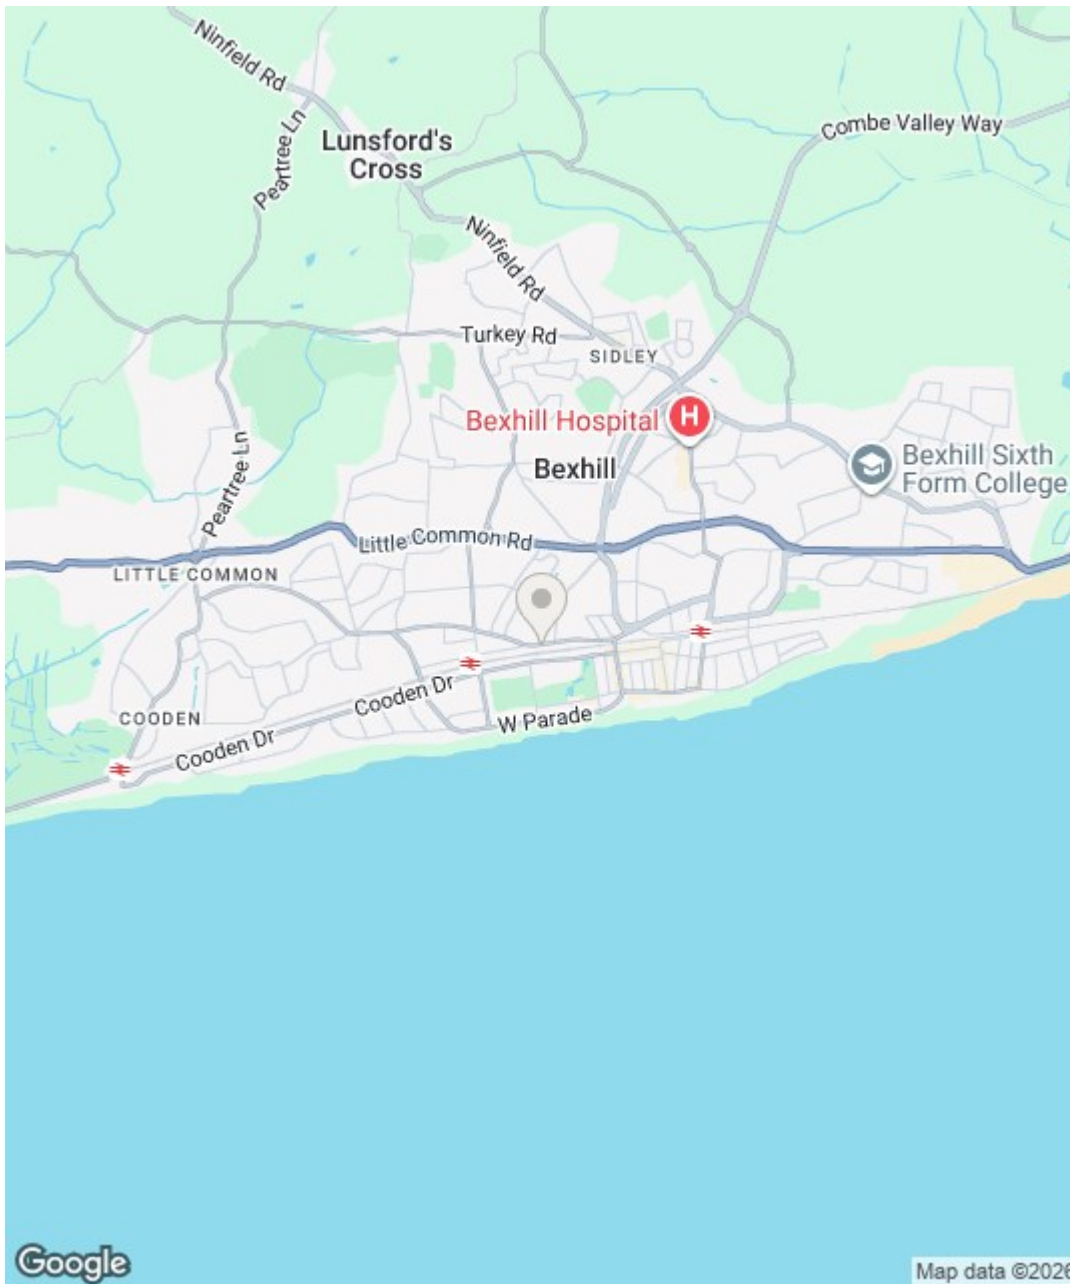 Ninfield Rd
Combe Valley Way
Lunsford's
Cross
Peartree Ln
Ninfield Rd
Turkey Rd
SIDLEY
Bexhill Hospital
H
Bexhill
Bexhill Sixth
Form College
Peartree Ln
Little Common Rd
LITTLE COMMON
Cooden Dr
COODEN
W Parade
Cooden Dr
Google
Map data ©2026